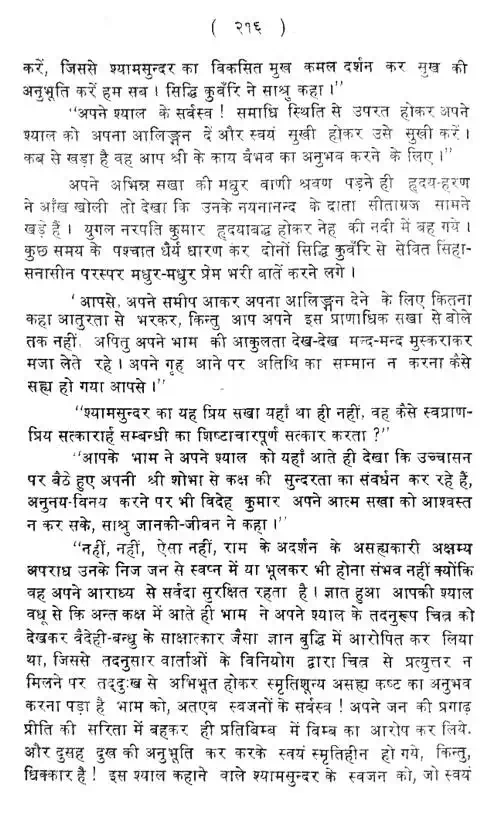 ( २१६ )
करें, जिससे श्यामसुन्दर का विकसित मुख कमल दर्शन कर सुख की
अनुभूति करें हम सब । सिद्धि कुवँरि ने साश्रु कहा ।''
''अपने श्याल के सर्वस्व ! समाधि स्थिति से उपरत होकर अपने
श्याल को अपना आलिङ्गन दें और स्वयं सुखी होकर उसे सुखी करें ।
कब से खड़ा है वह आप श्री के काय वैभव का अनुभव करने के लिए ।''
अपने अभिन्न सखा की मधुर वाणी श्रवण पड़ने ही हृदय-हरण
ने आँख खोली तो देखा कि उनके नयनानन्द के दाता सीताग्रज सामने
खड़े हैं । युगल नरपति कुमार हृदयाबद्ध होकर नेह की नदी में बह गये ।
कुछ समय के पश्चात धैर्य धारण कर दोनों सिद्धि कुवँरि से सेवित सिंहा-
सनासीन परस्पर मधुर-मधुर प्रेम भरी बातें करने लगे ।
'आपसे, अपने समीप आकर अपना आलिङ्गन देने के लिए कितना
कहा आतुरता से भरकर, किन्तु आप अपने इस प्राणाधिक सखा से बोले
तक नहीं, अपितु अपने भाम की आकुलता देख-देख मन्द-मन्द मुस्कराकर
मजा लेते रहे । अपने गृह आने पर अतिथि का सम्मान न करना कैसे
सह्य हो गया आपसे ।''
''श्यामसुन्दर का यह प्रिय सखा यहाँ था ही नहीं, वह कैसे स्वप्राण-
प्रिय सत्कारार्ह सम्बन्धी का शिष्टाचारपूर्ण सत्कार करता ?''
''आपके भाम ने अपने श्याल को यहाँ आते ही देखा कि उच्चासन
पर बैठे हुए अपनी श्री शोभा से कक्ष की सुन्दरता का संवर्धन कर रहे हैं,
अनुनय-विनय करने पर भी विदेह कुमार अपने आत्म सखा को आश्वस्त
न कर सके, साश्रु जानकी-जीवन ने कहा ।''
''नहीं, नहीं, ऐसा नहीं, राम के अदर्शन के असह्यकारी अक्षम्य
अपराध उनके निज जन से स्वप्न में या भूलकर भी होना संभव नहीं क्योंकि
वह अपने आराध्य से सर्वदा सुरक्षित रहता है । ज्ञात हुआ आपकी श्याल
वधू से कि अन्त कक्ष में आते ही भाम ने अपने श्याल के तदनुरूप चित्र को
देखकर वैदेही-बन्धु के साक्षात्कार जैसा ज्ञान बुद्धि में आरोपित कर लिया
था, जिससे तदनुसार वार्ताओं के विनियोग द्वारा चित्र से प्रत्युत्तर न
मिलने पर तद्दुःख से अभिभूत होकर स्मृतिशून्य असह्य कष्ट का अनुभव
करना पड़ा है भाम को, अतएव स्वजनों के सर्वस्व ! अपने जन की प्रगाढ़
प्रीति की सरिता में बहकर ही प्रतिबिम्ब में विम्ब का आरोप कर लिये.
और दुसह दुख की अनुभूति कर करके स्वयं स्मृतिहीन हो गये, किन्तु,
धिक्कार है ! इस श्याल कहाने वाले श्यामसुन्दर के स्वजन को, जो स्वयं